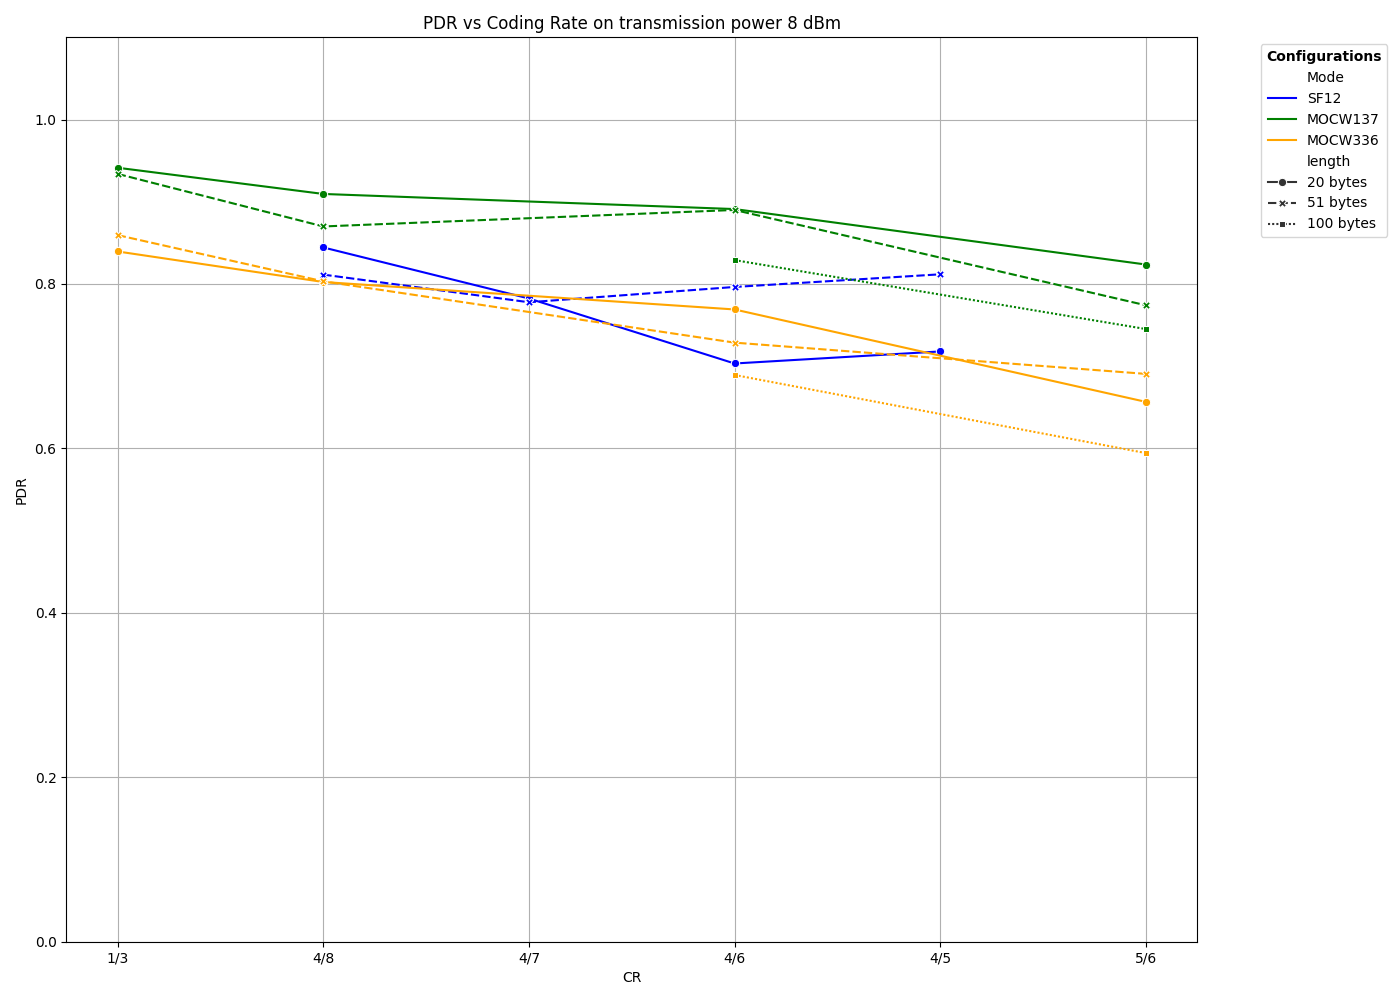 PDR vs Coding Rate on transmission power 8 dBm
Configurations
Mode
SF12
MOCW137
MOCW336
length
20 bytes
51 bytes
100 bytes
PDR
1.0
0.8
0.6
0.4
0.2
0.0
1/3 4/8 4/7 4/6 4/5 5/6
CR